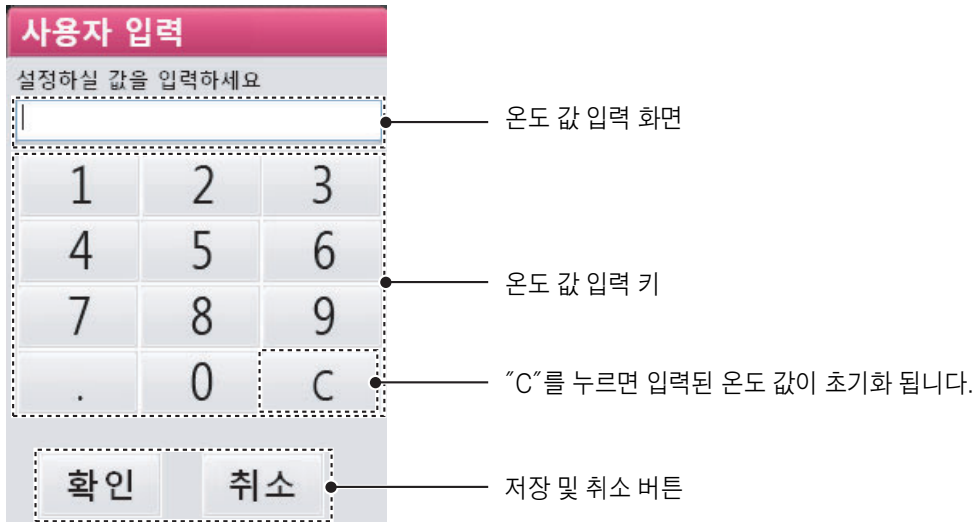 사용자 입력
설정하실 값을 입력하세요
온도 값 입력 화면
1 2 3
4 5 6
온도 값 입력 키
7 8 9
. 0 C
"C"를 누르면 입력된 온도 값이 초기화 됩니다.
확인 취소
저장 및 취소 버튼